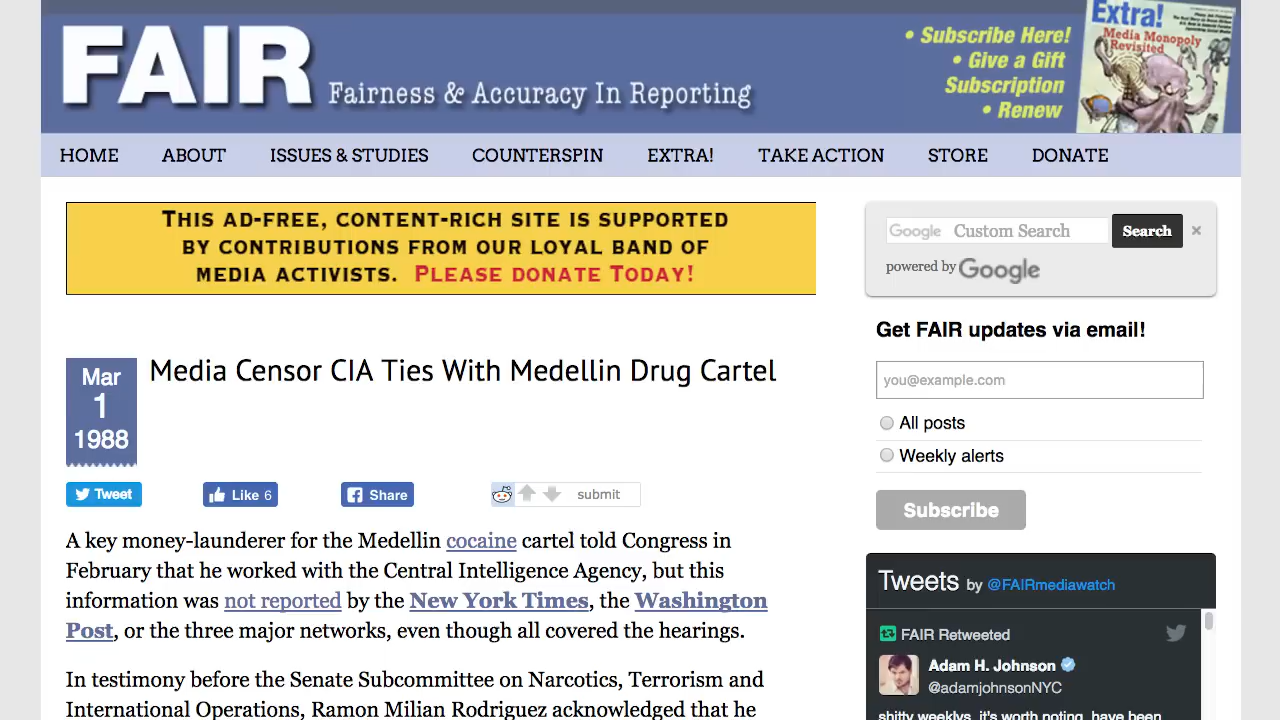 FAIR
Fairness & Accuracy In Reporting
• Subscribe Here!
• Give a Gift
Subscription
• Renew
Extra!
Media Monopoly
Revisited
HOME ABOUT ISSUES & STUDIES COUNTERSPIN EXTRA! TAKE ACTION STORE DONATE
THIS AD-FREE, CONTENT-RICH SITE IS SUPPORTED
BY CONTRIBUTIONS FROM OUR LOYAL BAND OF
MEDIA ACTIVISTS. PLEASE DONATE TODAY!
Google Custom Search Search ×
powered by Google
Get FAIR updates via email!
you@example.com
All posts
Weekly alerts
Subscribe
Mar
1
1988
Media Censor CIA Ties With Medellin Drug Cartel
Tweet Like 6 Share submit
A key money-launderer for the Medellin cocaine cartel told Congress in
February that he worked with the Central Intelligence Agency, but this
information was not reported by the New York Times, the Washington
Post, or the three major networks, even though all covered the hearings.
In testimony before the Senate Subcommittee on Narcotics, Terrorism and
International Operations, Ramon Milian Rodriguez acknowledged that he
Tweets by @FAIRmediawatch
FAIR Retweeted
Adam H. Johnson
@adamjohnsonNYC
shitty weeklys, it's worth noting, have been